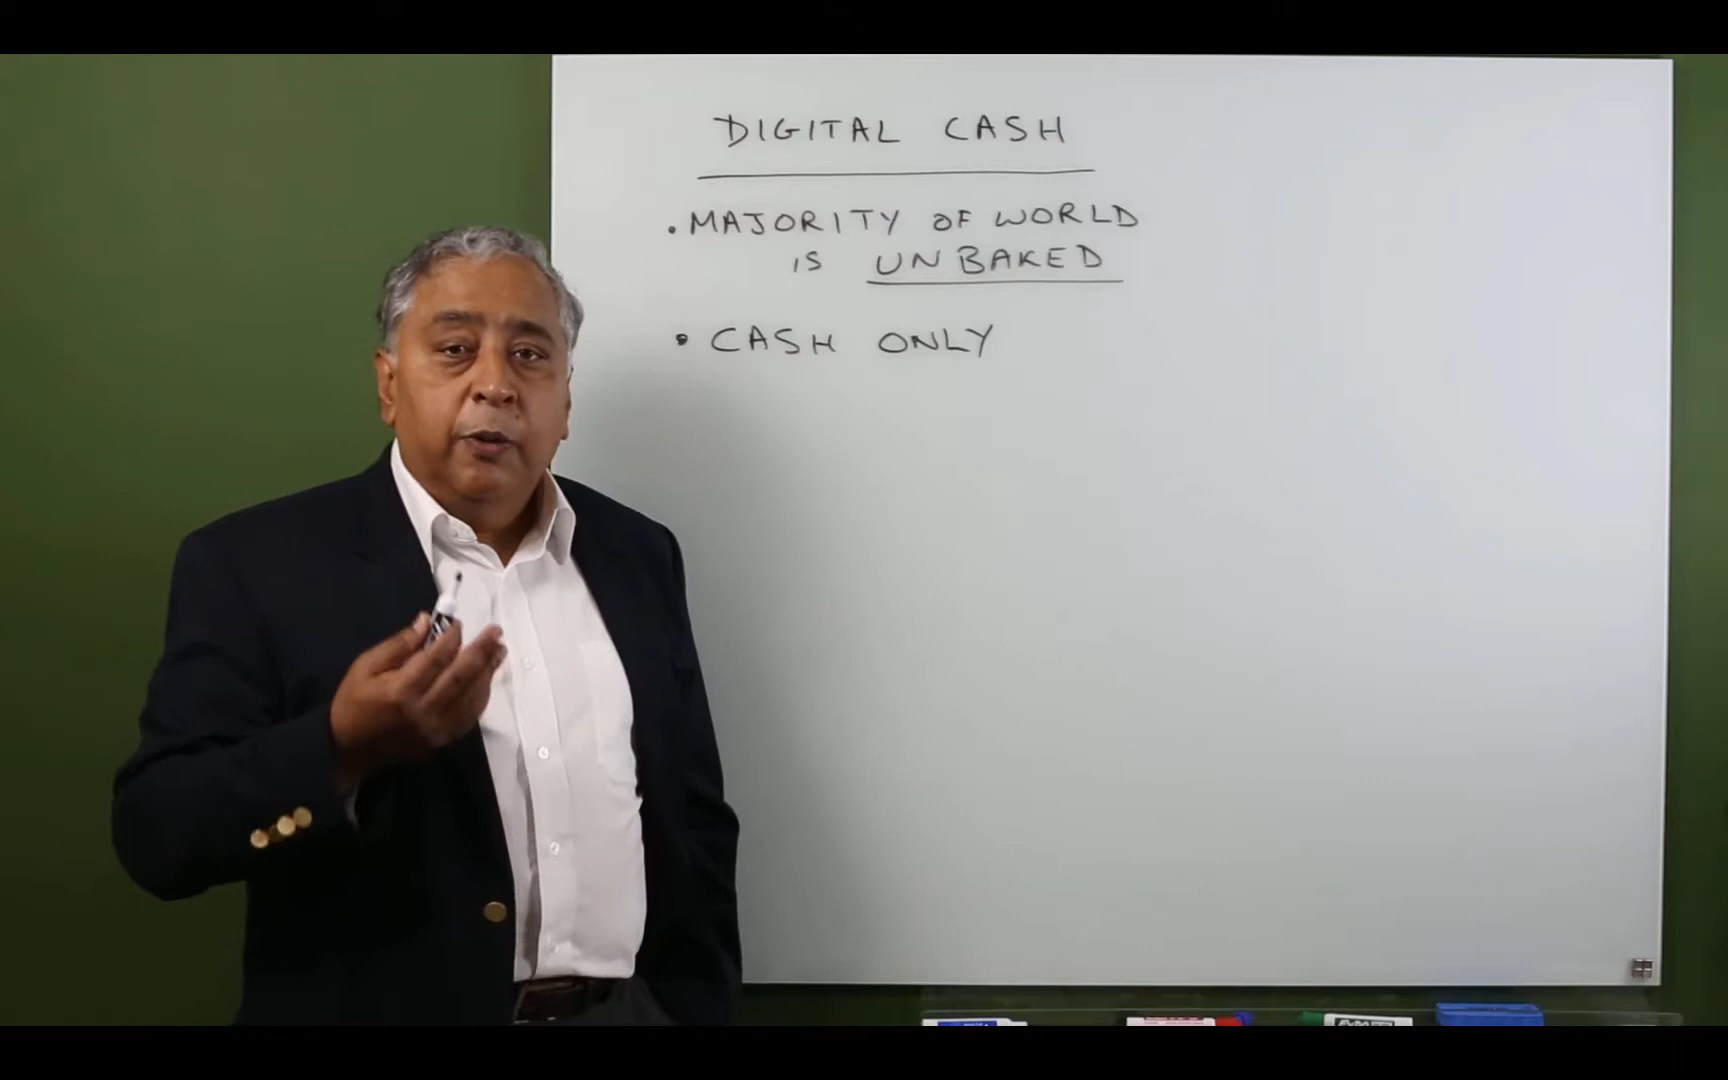 DIGITAL CASH
• MAJORITY OF WORLD
IS UNBAKED
• CASH ONLY